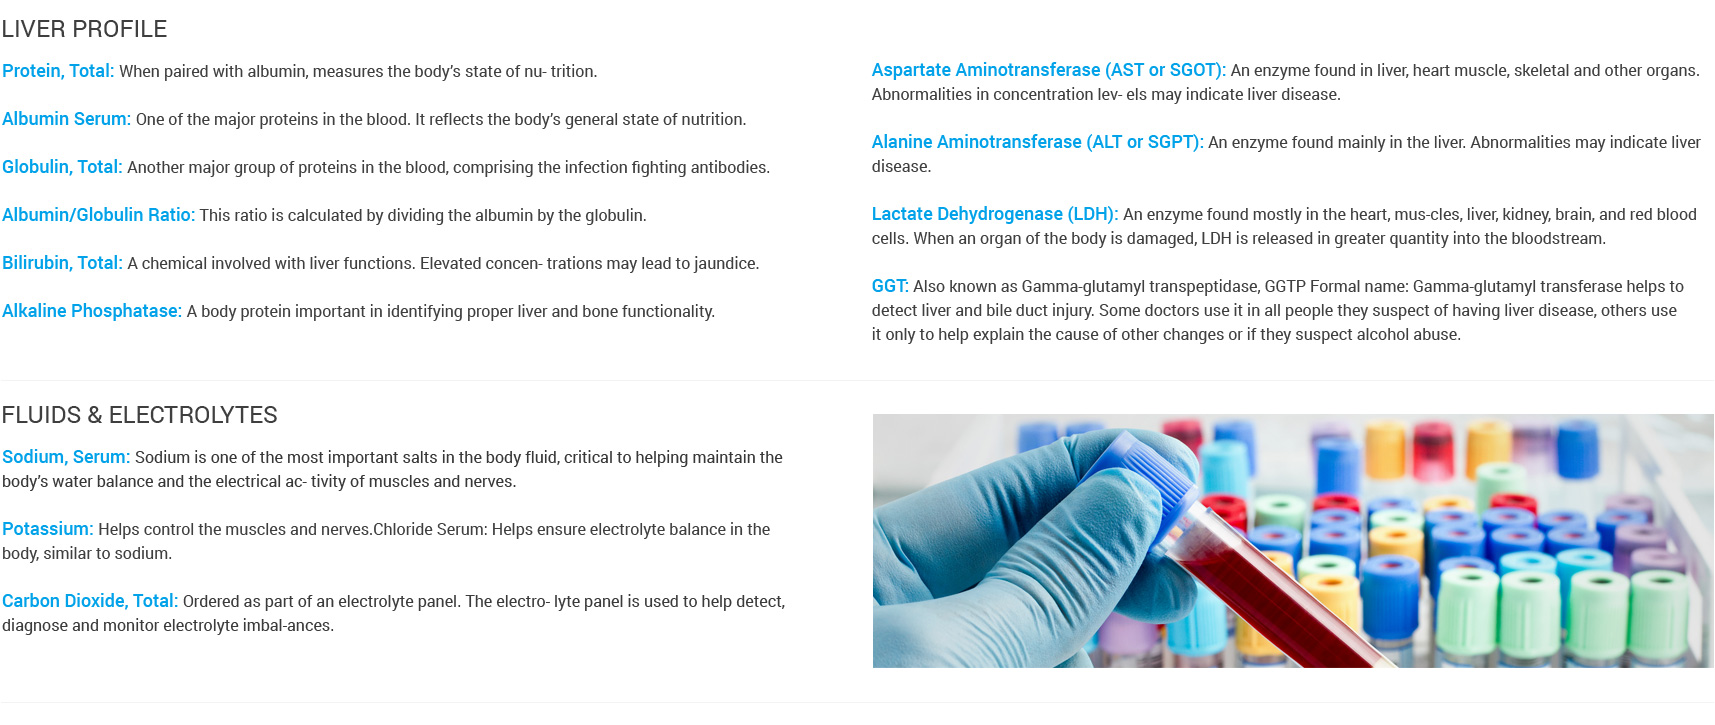 LIVER PROFILE
Protein, Total: When paired with albumin, measures the body’s state of nu- trition.
Albumin Serum: One of the major proteins in the blood. It reflects the body’s general state of nutrition.
Globulin, Total: Another major group of proteins in the blood, comprising the infection fighting antibodies.
Albumin/Globulin Ratio: This ratio is calculated by dividing the albumin by the globulin.
Bilirubin, Total: A chemical involved with liver functions. Elevated concen- trations may lead to jaundice.
Alkaline Phosphatase: A body protein important in identifying proper liver and bone functionality.
Aspartate Aminotransferase (AST or SGOT): An enzyme found in liver, heart muscle, skeletal and other organs.
Abnormalities in concentration lev- els may indicate liver disease.
Alanine Aminotransferase (ALT or SGPT): An enzyme found mainly in the liver. Abnormalities may indicate liver
disease.
Lactate Dehydrogenase (LDH): An enzyme found mostly in the heart, mus-cles, liver, kidney, brain, and red blood
cells. When an organ of the body is damaged, LDH is released in greater quantity into the bloodstream.
GGT: Also known as Gamma-glutamyl transpeptidase, GGTP Formal name: Gamma-glutamyl transferase helps to
detect liver and bile duct injury. Some doctors use it in all people they suspect of having liver disease, others use
it only to help explain the cause of other changes or if they suspect alcohol abuse.
FLUIDS & ELECTROLYTES
Sodium, Serum: Sodium is one of the most important salts in the body fluid, critical to helping maintain the
body’s water balance and the electrical ac- tivity of muscles and nerves.
Potassium: Helps control the muscles and nerves.Chloride Serum: Helps ensure electrolyte balance in the
body, similar to sodium.
Carbon Dioxide, Total: Ordered as part of an electrolyte panel. The electro- lyte panel is used to help detect,
diagnose and monitor electrolyte imbal-ances.